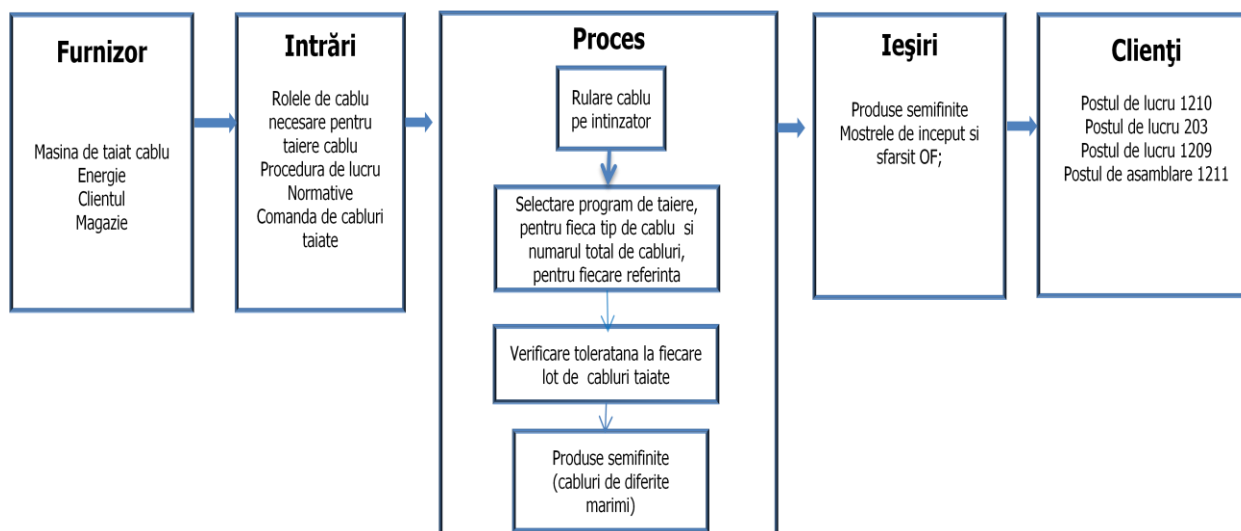 Furnizor
Masina de taiat cablu
Energie
Clientul
Magazie
Intrări
Rolele de cablu
necesare pentru
taiere cablu
Procedura de lucru
Normative
Comanda de cabluri
taiate
Proces
Rulare cablu
pe intinzator
Selectare program de taiere,
pentru fieca tip de cablu si
numarul total de cabluri,
pentru fiecare referinta
Verificare toleratana la fiecare
lot de cabluri taiate
Produse semifinite
(cabluri de diferite
marimi)
Ieşiri
Produse semifinite
Mostrele de inceput si
sfarsit OF;
Clienţi
Postul de lucru 1210
Postul de lucru 203
Postul de lucru 1209
Postul de asamblare 1211